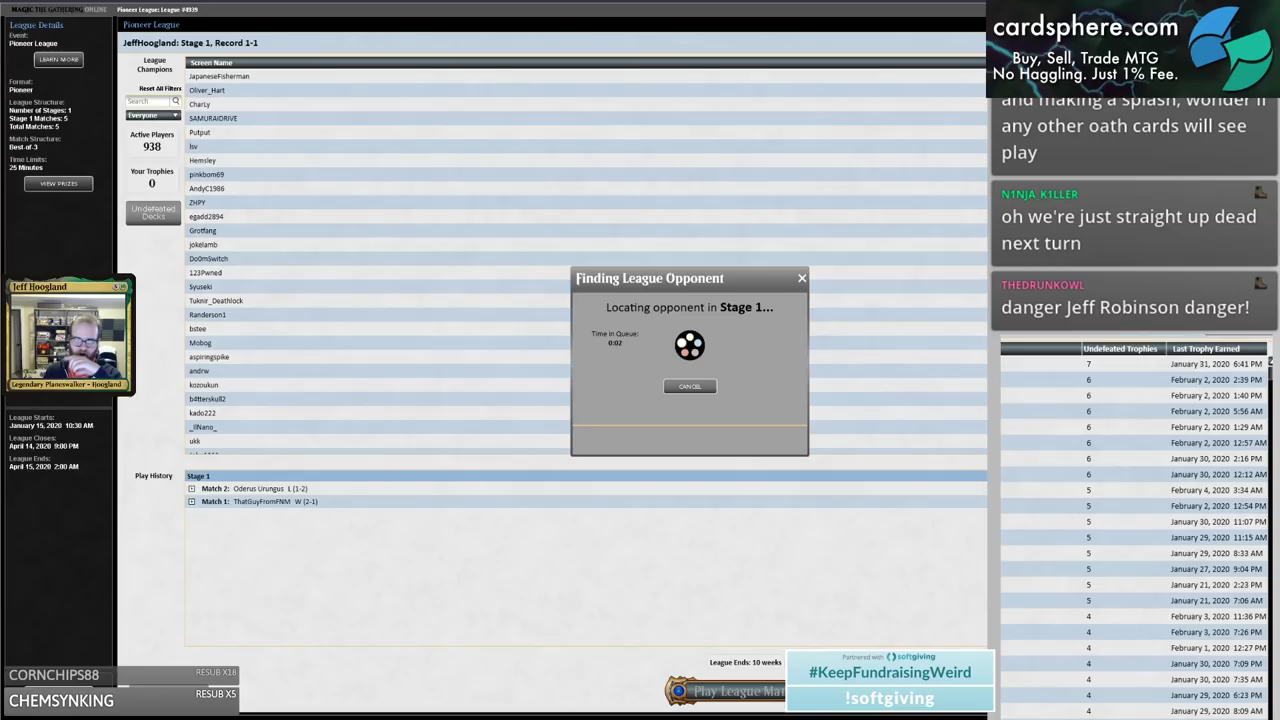 MAGIC THE GATHERING ONLINE
Pioneer League: League #4939
League Details
Event:
Pioneer League
LEARN MORE
Format:
Pioneer
League Structure:
Number of Stages: 1
Stage 1 Matches: 5
Total Matches: 5
Match Structure:
Best-of-3
Time Limits:
25 Minutes
VIEW PRIZES
Jeff Hoogland
Legendary Planeswalker - Hoogland
League Starts:
January 15, 2020 10:30 AM
League Closes:
April 14, 2020 9:00 PM
League Ends:
April 15, 2020 2:00 AM
CORNCHIPS88 RESUB X18
CHEMSYNKING RESUB X5
Pioneer League
JeffHoogland: Stage 1, Record 1-1
League
Champions
Reset All Filters
Search
Everyone
Active Players
938
Your Trophies
0
Undefeated
Decks
Screen Name
JapaneseFisherman
Oliver_Hart
CharLy
SAMURAIDRIVE
Putput
lsv
Hemsley
pinkbom69
AndyC1986
ZHPY
egadd2894
Grotfang
jokelamb
Do0mSwitch
123Pwned
Syuseki
Tuknir_Deathlock
Randerson1
bstee
Mobog
aspiringspike
andrw
kozoukun
b4tterskull2
kado222
_IlNano_
ukk
Finding League Opponent
Locating opponent in Stage 1...
Time in Queue:
0:02
CANCEL
Play History
Stage 1
Match 2: Oderus Urungus L (1-2)
Match 1: ThatGuyFromFNM W (2-1)
League Ends: 10 weeks
Play League Mat
Partnered with softgiving
#KeepFundraisingWeird
!softgiving
cardsphere.com
Buy, Sell, Trade MTG
No Haggling. Just 1% Fee.
and making a splash, wonder if
any other oath cards will see
play
N1NJA_K1LLER
oh we're just straight up dead
next turn
THEDRUNKOWL
danger Jeff Robinson danger!
Undefeated Trophies Last Trophy Earned
7 January 31, 2020 6:41 PM
6 February 2, 2020 2:39 PM
6 February 2, 2020 1:40 PM
6 February 2, 2020 5:56 AM
6 February 2, 2020 1:29 AM
6 February 2, 2020 12:57 AM
6 January 30, 2020 2:16 PM
6 January 30, 2020 12:12 AM
5 February 4, 2020 3:34 AM
5 February 2, 2020 12:54 PM
5 January 30, 2020 11:07 PM
5 January 29, 2020 11:15 AM
5 January 29, 2020 8:33 AM
5 January 27, 2020 9:04 PM
5 January 21, 2020 2:23 PM
5 January 21, 2020 7:06 AM
4 February 3, 2020 11:36 PM
4 February 3, 2020 7:26 PM
4 February 1, 2020 12:27 PM
4 January 30, 2020 7:09 PM
4 January 30, 2020 7:35 AM
4 January 29, 2020 6:23 PM
4 January 29, 2020 8:09 AM